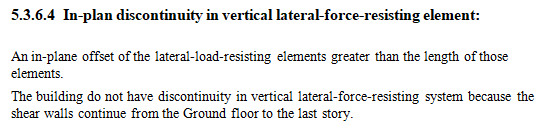 5.3.6.4 In-plan discontinuity in vertical lateral-force-resisting element:
An in-plane offset of the lateral-load-resisting elements greater than the length of those
elements.
The building do not have discontinuity in vertical lateral-force-resisting system because the
shear walls continue from the Ground floor to the last story.